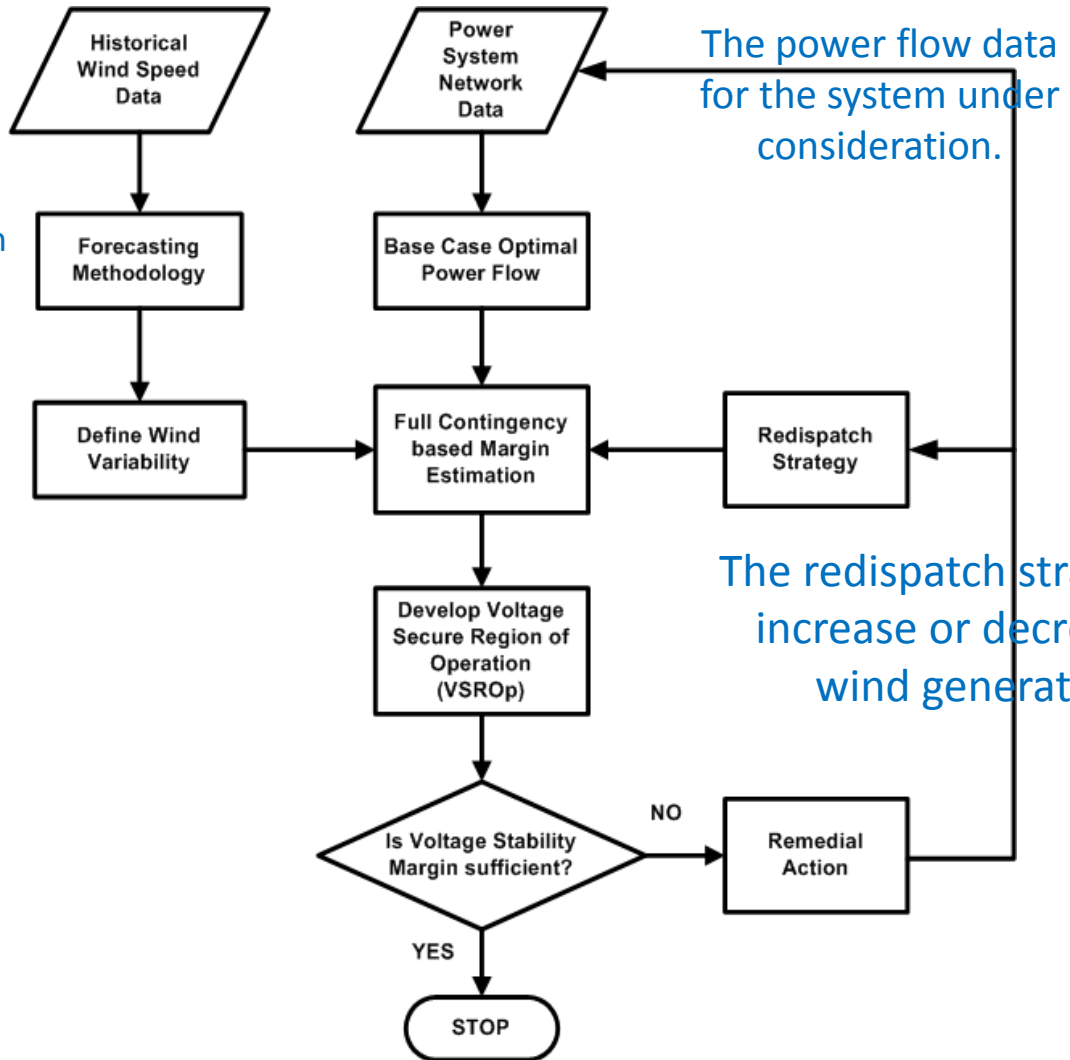 Historical
Wind Speed
Data
Power
System
Network
Data
The power flow data
for the system under
consideration.
Forecasting
Methodology
Base Case Optimal
Power Flow
Define Wind
Variability
Full Contingency
based Margin
Estimation
Redispatch
Strategy
The redispatch
increase or
wind
Develop Voltage
Secure Region of
Operation
(VSROp)
Is Voltage Stability
Margin sufficient?
NO
Remedial
Action
YES
STOP